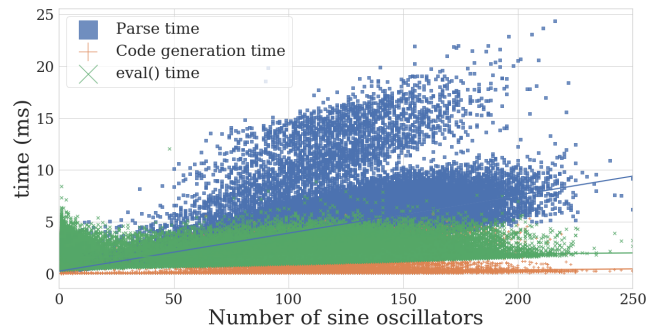 25
20
15
10
5
0
time (ms)
Parse time
Code generation time
eval() time
0 50 100 150 200 250
Number of sine oscillators